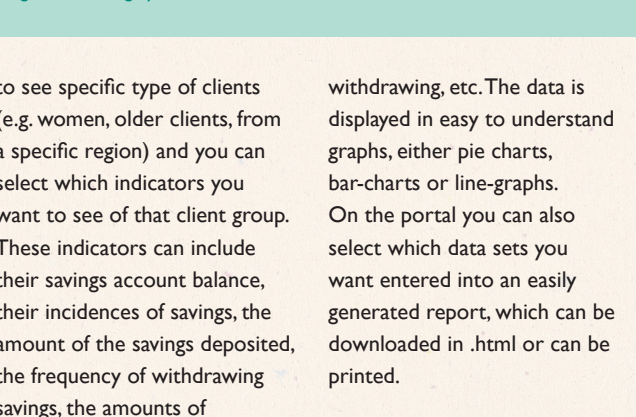 to see specific type of clients
(e.g. women, older clients, from
a specific region) and you can
select which indicators you
want to see of that client group.
These indicators can include
their savings account balance,
their incidences of savings, the
amount of the savings deposited,
the frequency of withdrawing
savings, the amounts of
withdrawing, etc. The data is
displayed in easy to understand
graphs, either pie charts,
bar-charts or line-graphs.
On the portal you can also
select which data sets you
want entered into an easily
generated report, which can be
downloaded in .html or can be
printed.